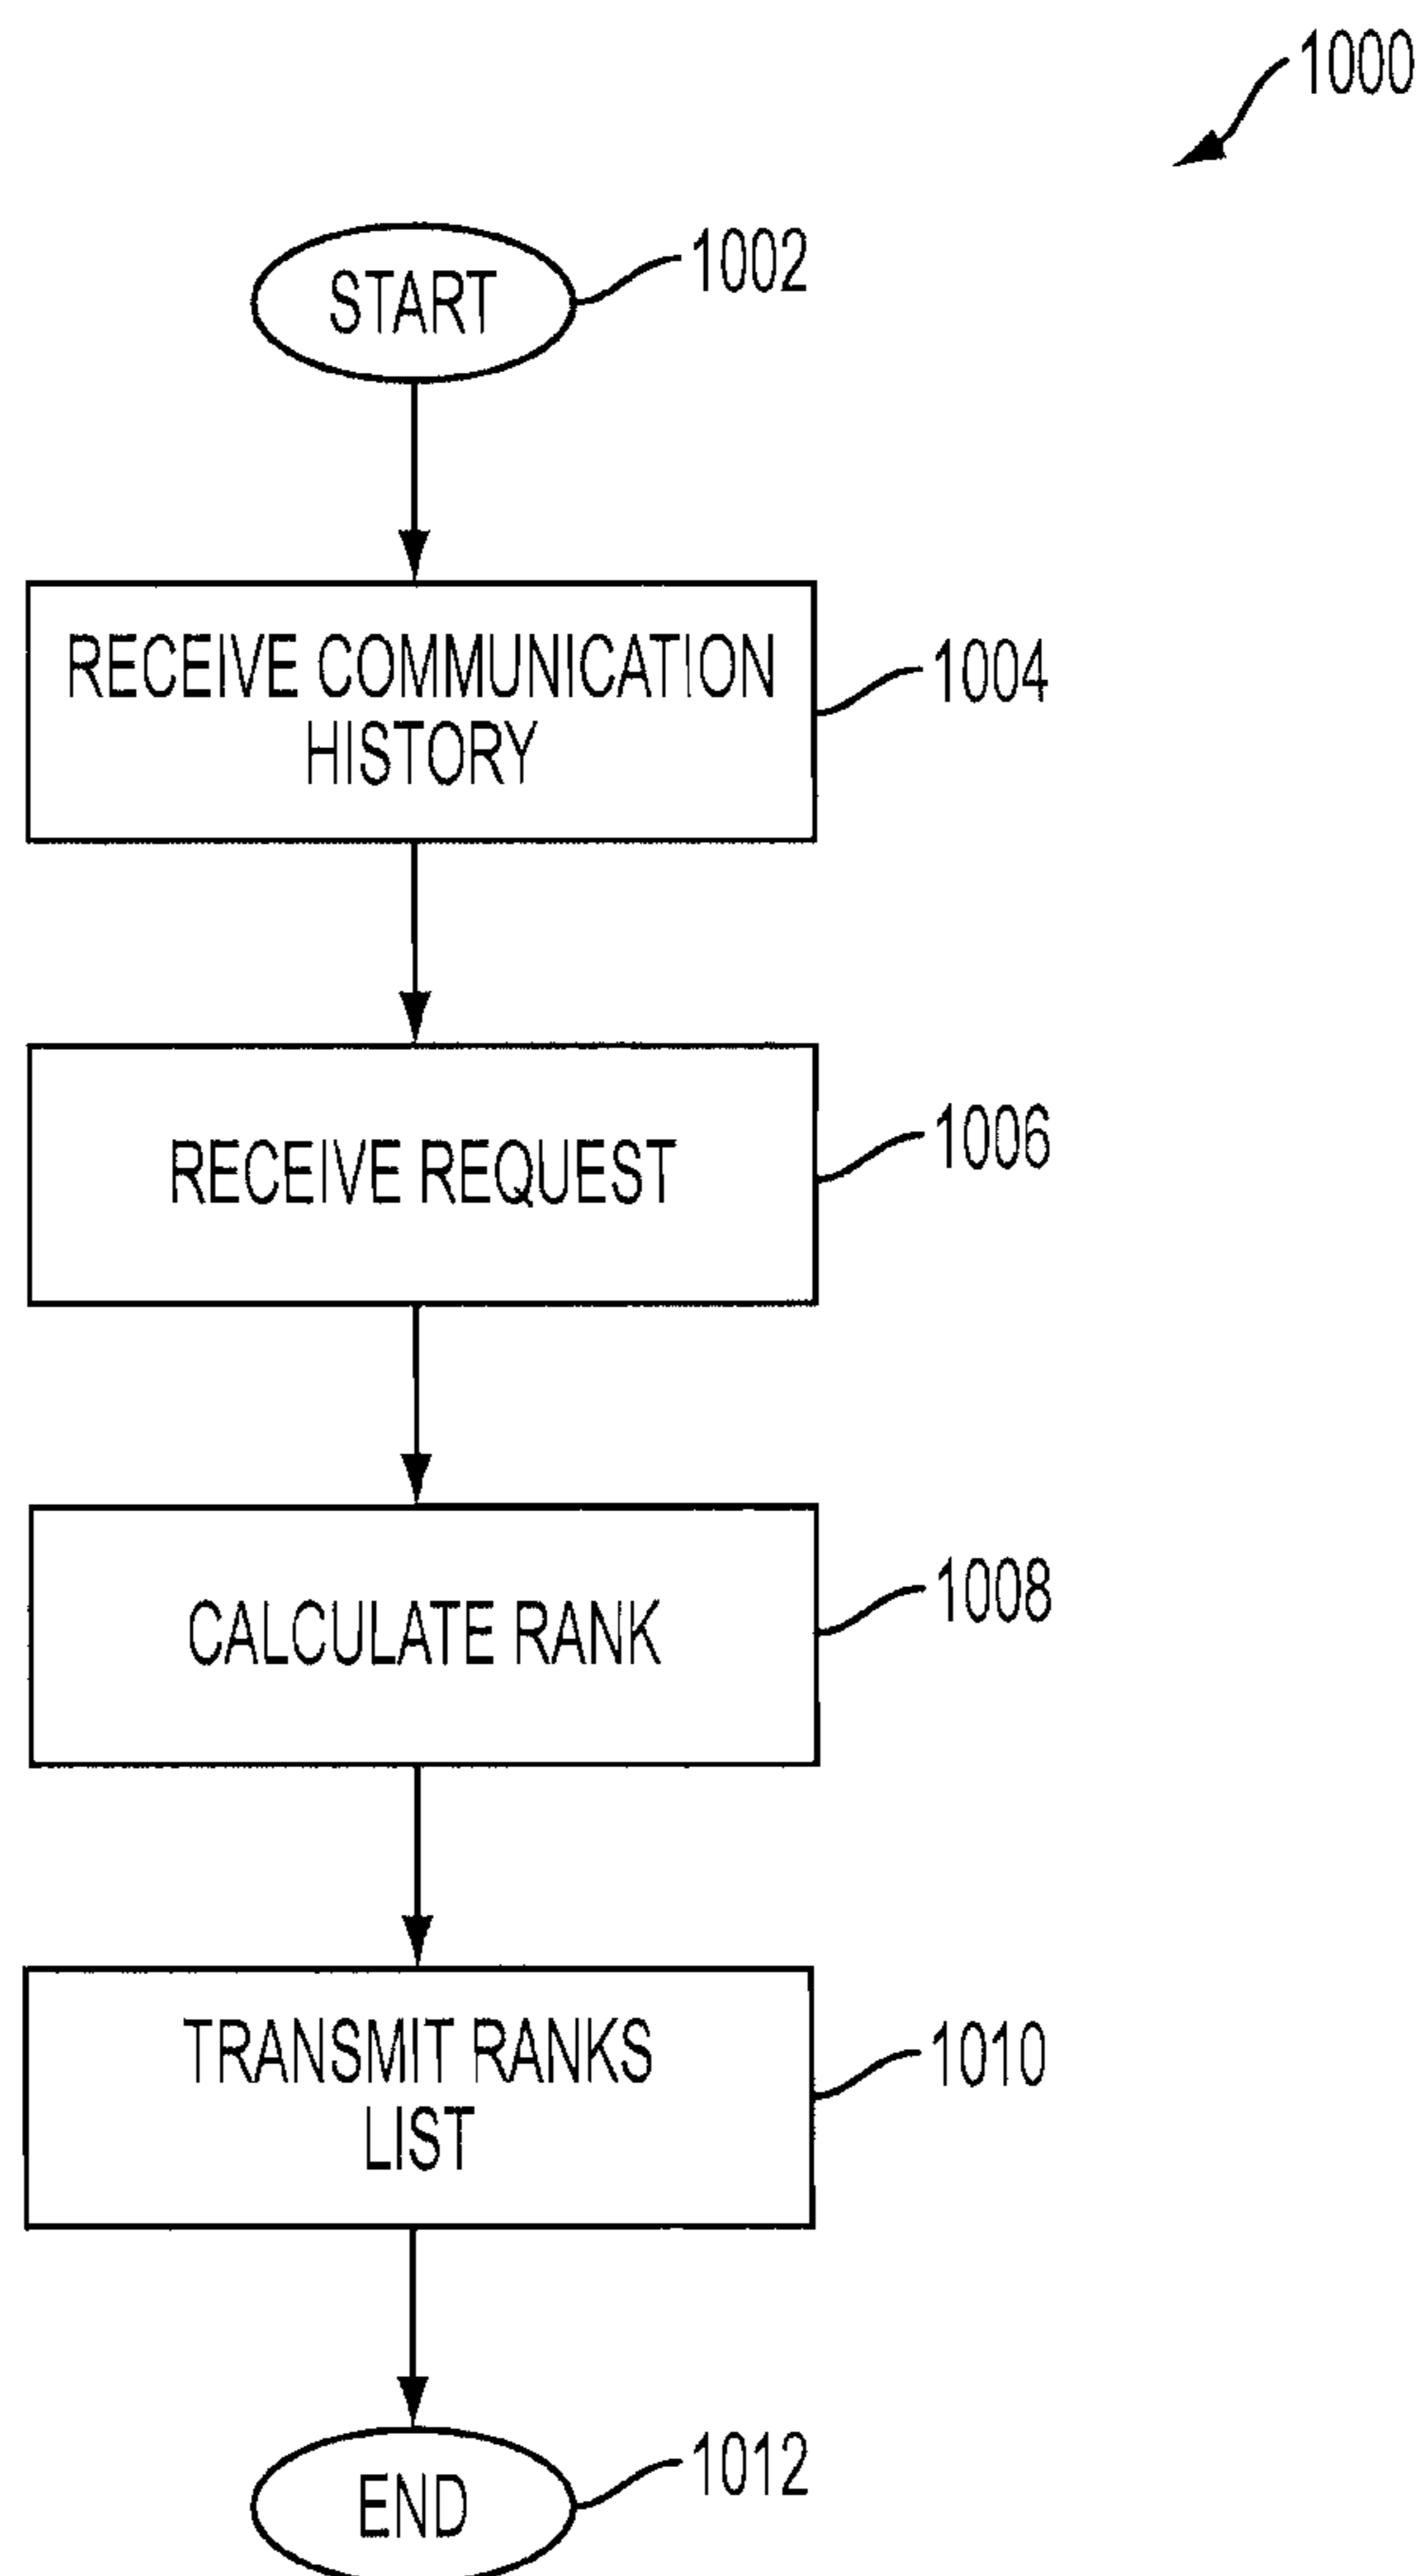 1000
START
1002
RECEIVE COMMUNICATION
HISTORY
1004
RECEIVE REQUEST
1006
CALCULATE RANK
1008
TRANSMIT RANKS
LIST
1010
END
1012